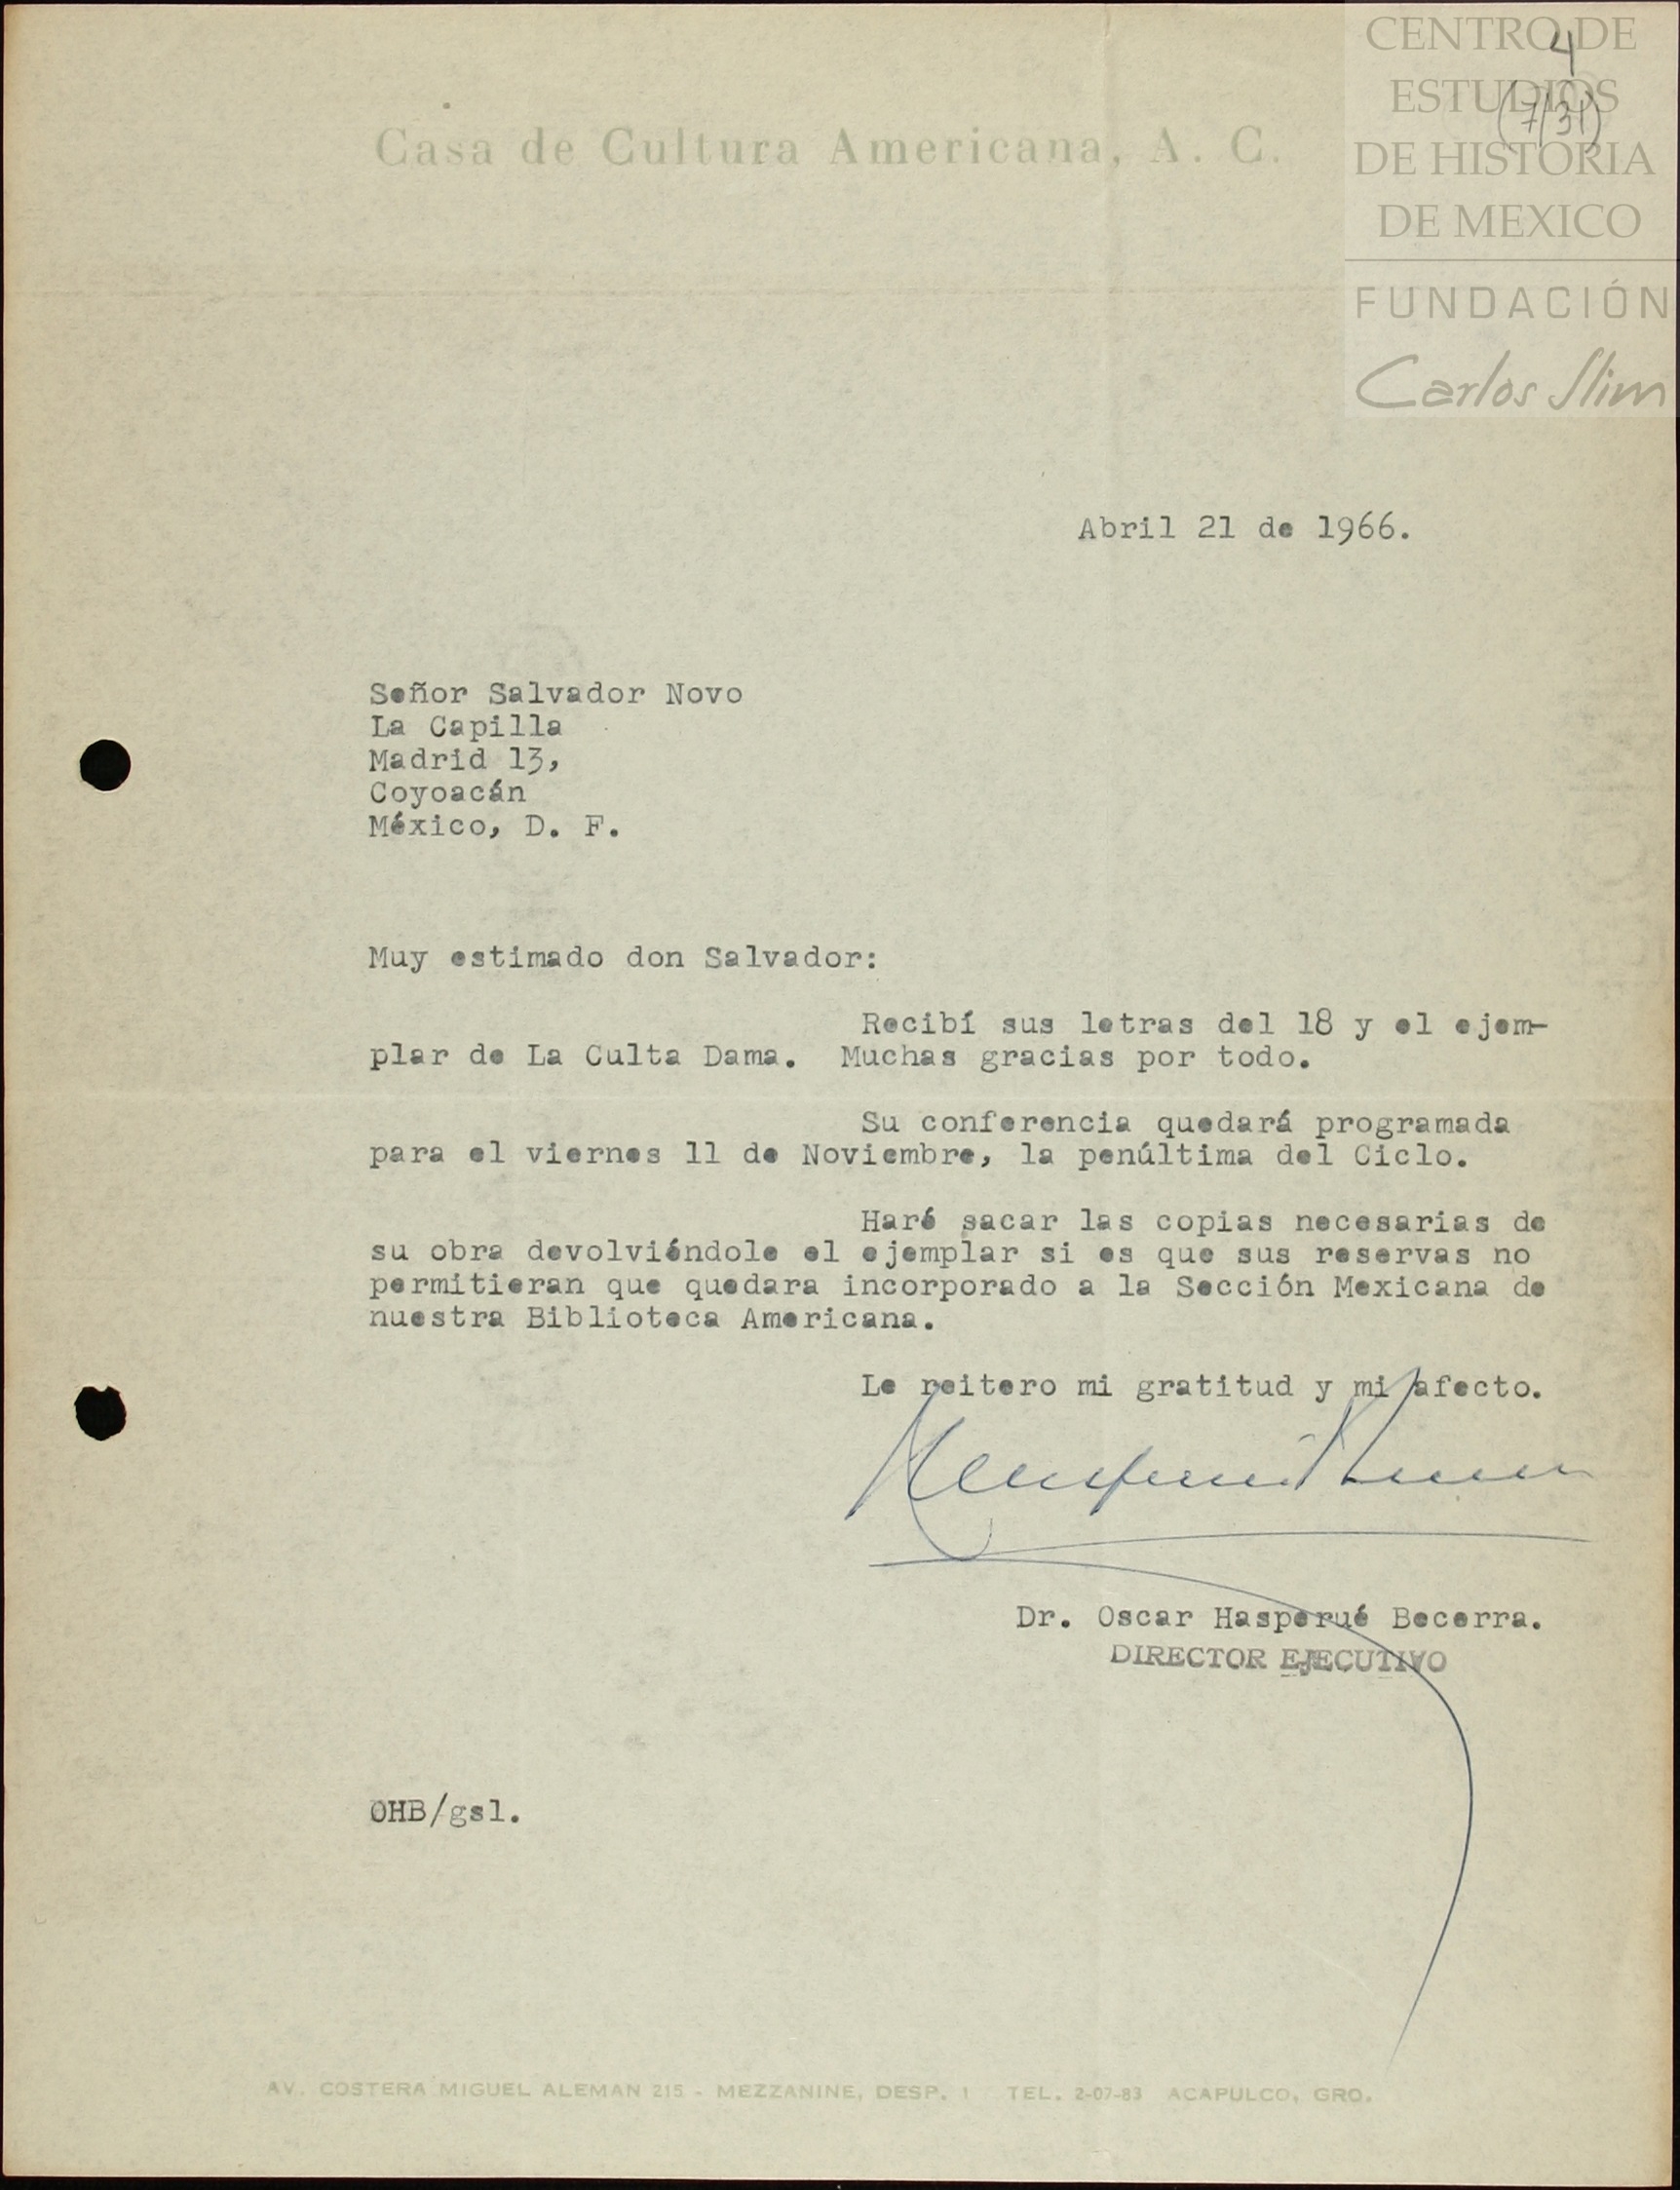 CENTRO DE
ESTUDIOS
DE HISTORIA
DE MEXICO
FUNDACIÓN
Carlos Slim
4
(7/31)
Casa de Cultura Americana, A. C.
Abril 21 de 1966.
Señor Salvador Novo
La Capilla
Madrid 13,
Coyoacán
México, D. F.
Muy estimado don Salvador:
Recibí sus letras del 18 y el ejem-
plar de La Culta Dama. Muchas gracias por todo.
Su conferencia quedará programada
para el viernes 11 de Noviembre, la penúltima del Ciclo.
Haré sacar las copias necesarias de
su obra devolviéndole el ejemplar si es que sus reservas no
permitieran que quedara incorporado a la Sección Mexicana de
nuestra Biblioteca Americana.
Le reitero mi gratitud y mi afecto.
Dr. Oscar Hasperué Becerra.
DIRECTOR EJECUTIVO
OHB/gsl.
AV. COSTERA MIGUEL ALEMAN 215 - MEZZANINE, DESP. 1 TEL. 2-07-83 ACAPULCO, GRO.